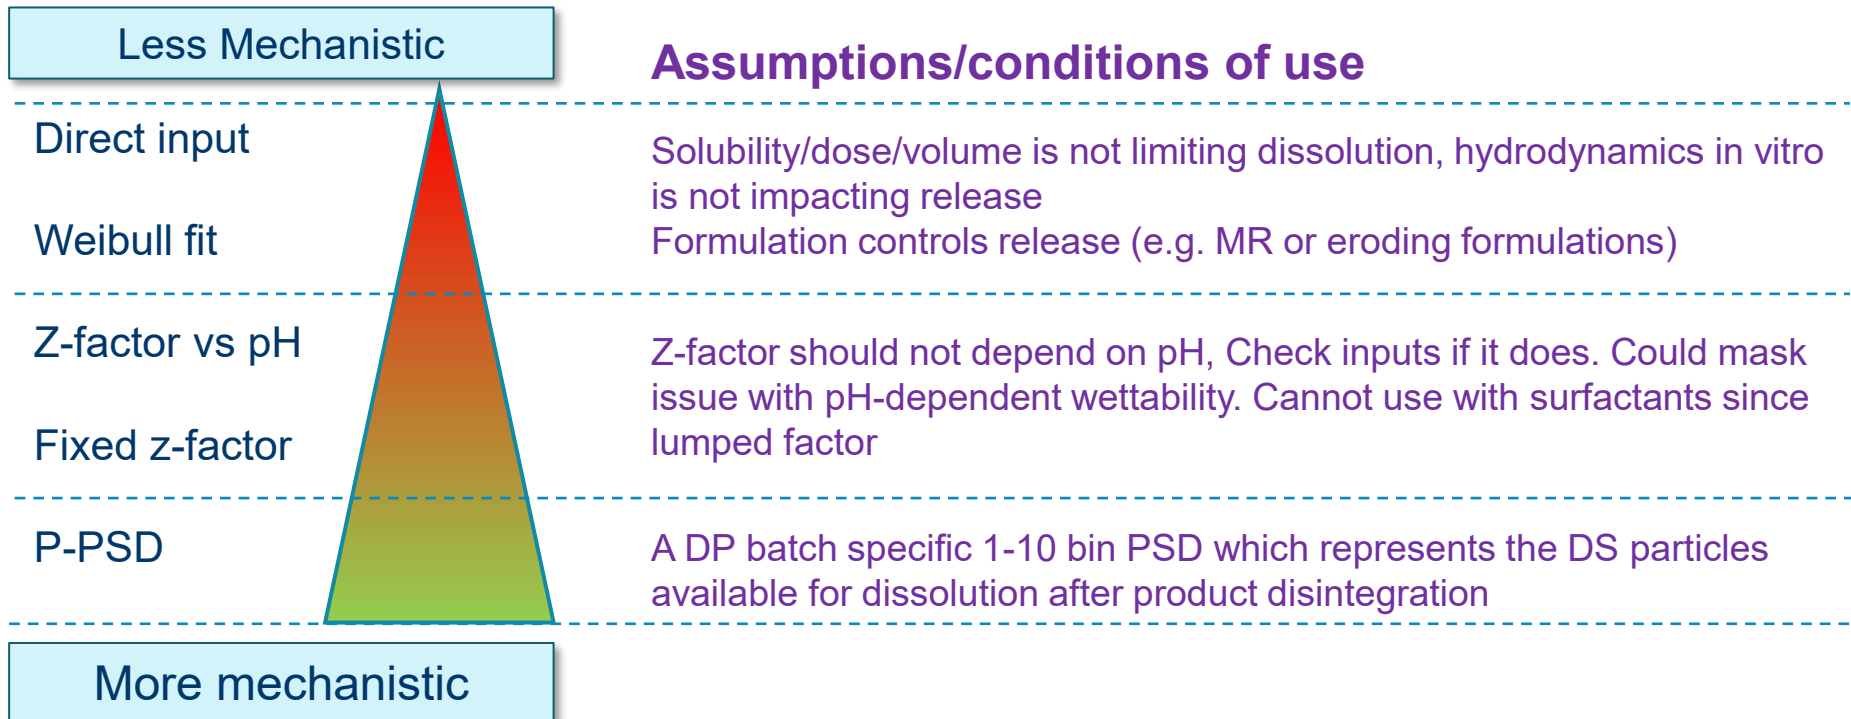 Less Mechanistic
Assumptions/conditions of use
Direct input
Solubility/dose/volume is not limiting dissolution, hydrodynamics in vitro
is not impacting release
Weibull fit
Formulation controls release (e.g. MR or eroding formulations)
Z-factor vs pH
Z-factor should not depend on pH, Check inputs if it does. Could mask
issue with pH-dependent wettability. Cannot use with surfactants since
lumped factor
Fixed z-factor
P-PSD
A DP batch specific 1-10 bin PSD which represents the DS particles
available for dissolution after product disintegration
More mechanistic